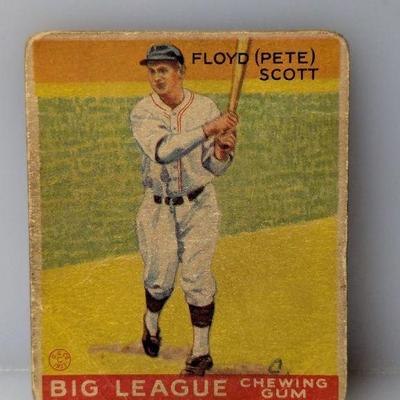 FLOYD (PETE)
SCOTT
BIG LEAGUE CHEWING
GUM